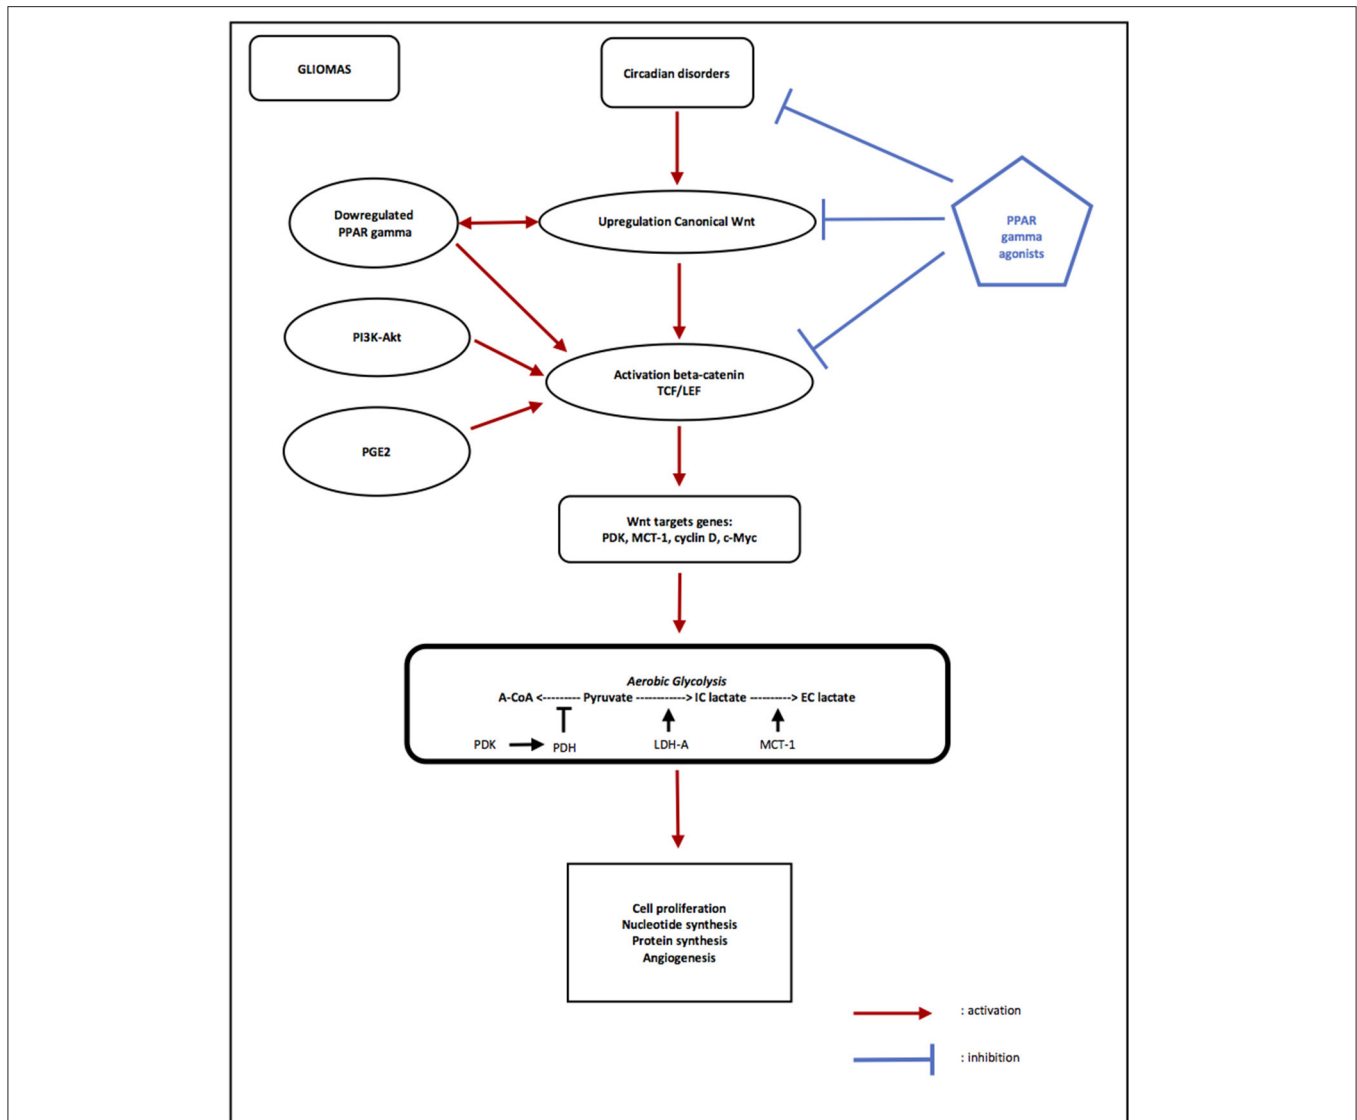 GLIOMAS
Circadian disorders
Dowregulated
PPAR gamma
Upregulation Canonical Wnt
PPAR
gamma
agonists
PI3K-Akt
Activation beta-catenin
TCF/LEF
PGE2
Wnt targets genes:
PDK, MCT-1, cyclin D, c-Myc
Aerobic Glycolysis
A-CoA <--------- Pyruvate ------------> IC lactate ----------> EC lactate
PDK PDH LDH-A MCT-1
Cell proliferation
Nucleotide synthesis
Protein synthesis
Angiogenesis
: activation
: inhibition